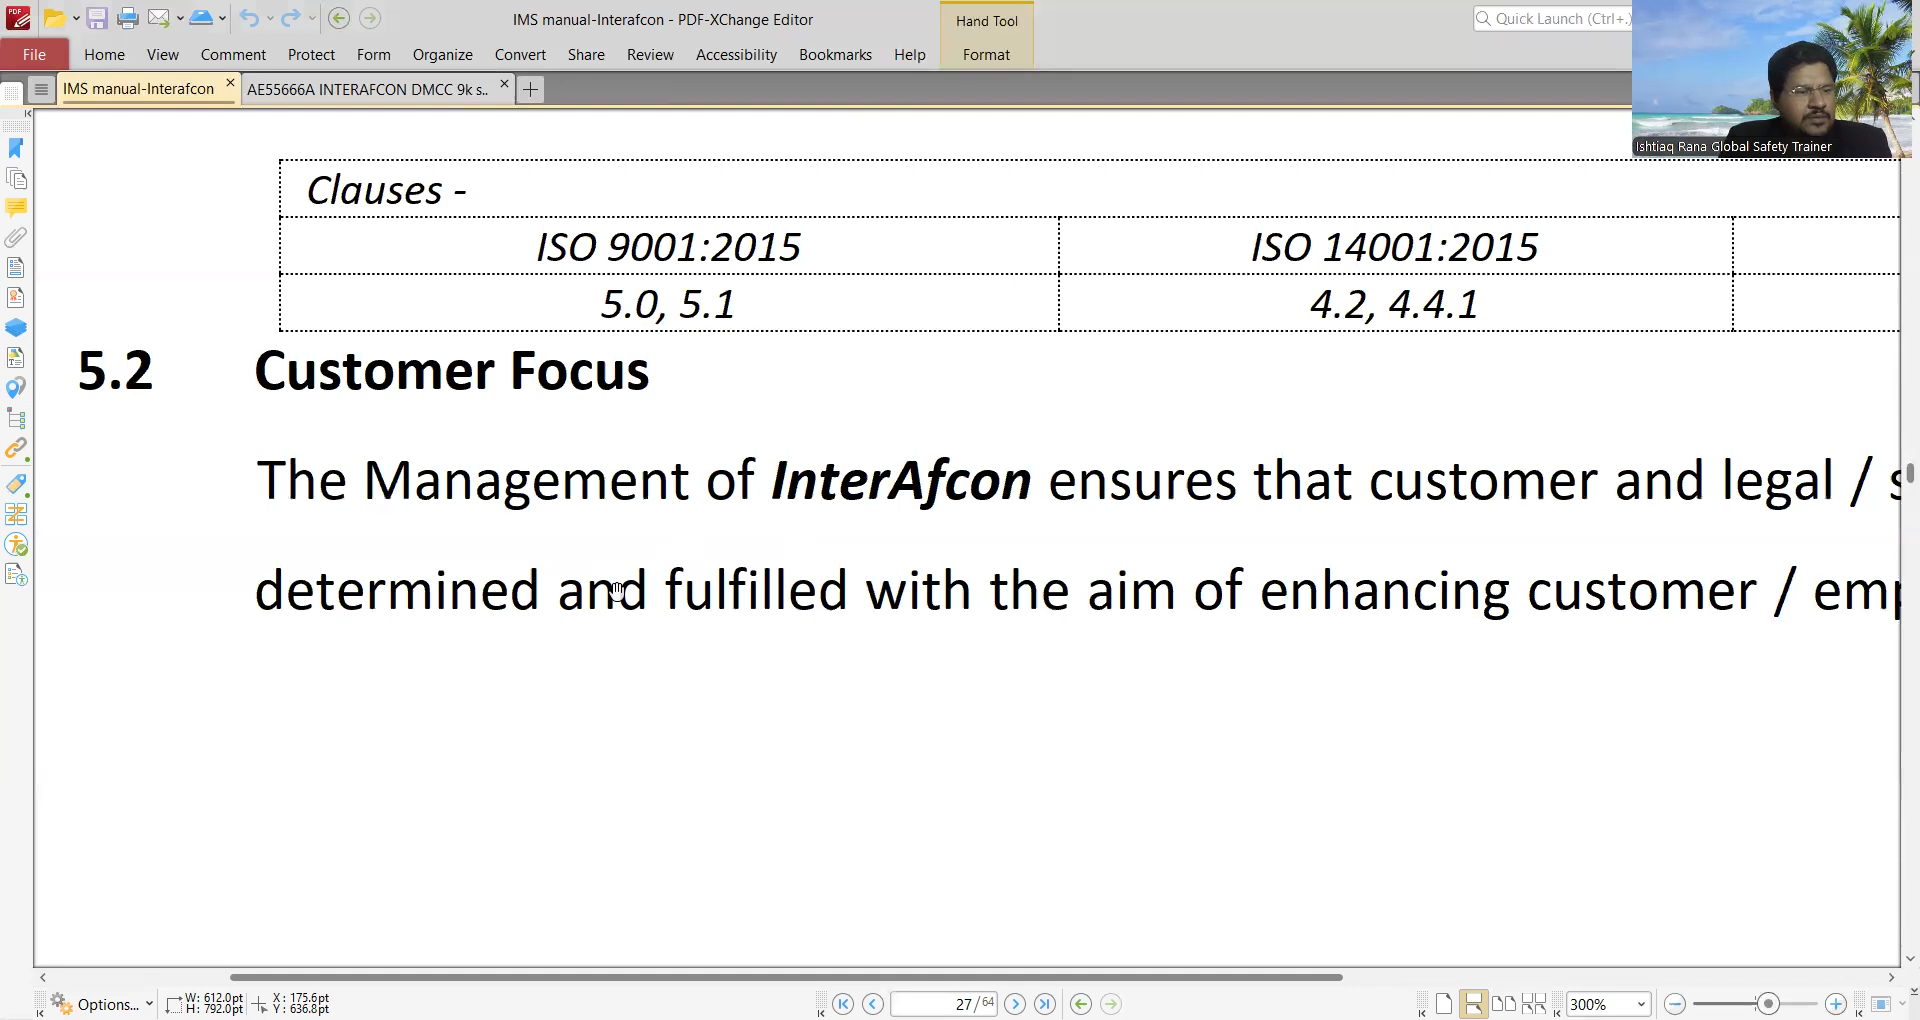 IMS manual-Interafcon - PDF-XChange Editor
Hand Tool
Quick Launch (Ctrl+.)
File Home View Comment Protect Form Organize Convert Share Review Accessibility Bookmarks Help Format
IMS manual-Interafcon
AE55666A INTERAFCON DMCC 9k s..
Ishtiaq Rana Global Safety Trainer
Clauses -
ISO 9001:2015 ISO 14001:2015
5.0, 5.1 4.2, 4.4.1
5.2 Customer Focus
The Management of InterAfcon ensures that customer and legal / s
determined and fulfilled with the aim of enhancing customer / emp
Options...
W: 612.0pt
H: 792.0pt
X: 175.6pt
Y: 636.8pt
27 / 64
300%